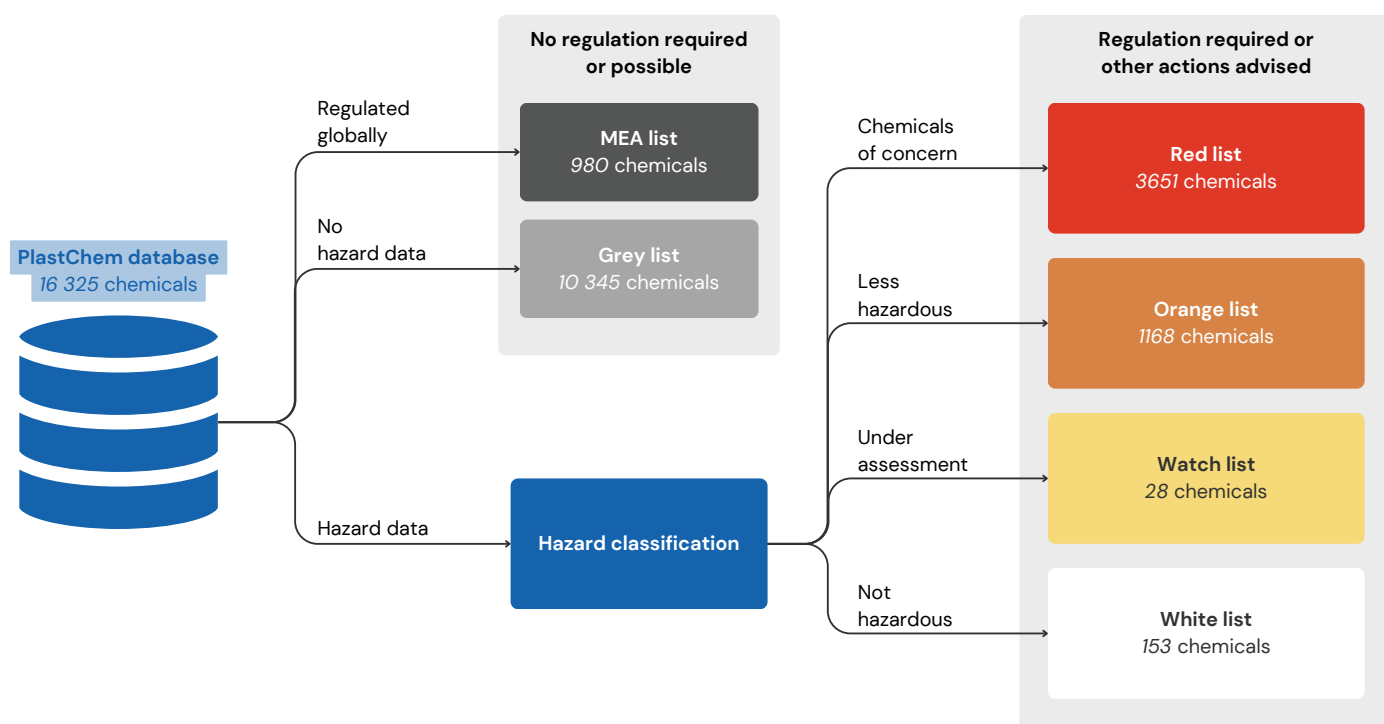 No regulation required
or possible
Regulation required or
other actions advised
Regulated
globally
MEA list
980 chemicals
Chemicals
of concern
Red list
3651 chemicals
No
hazard data
Grey list
10 345 chemicals
PlastChem database
16 325 chemicals
Less
hazardous
Orange list
1168 chemicals
Under
assessment
Watch list
28 chemicals
Hazard data
Hazard classification
Not
hazardous
White list
153 chemicals